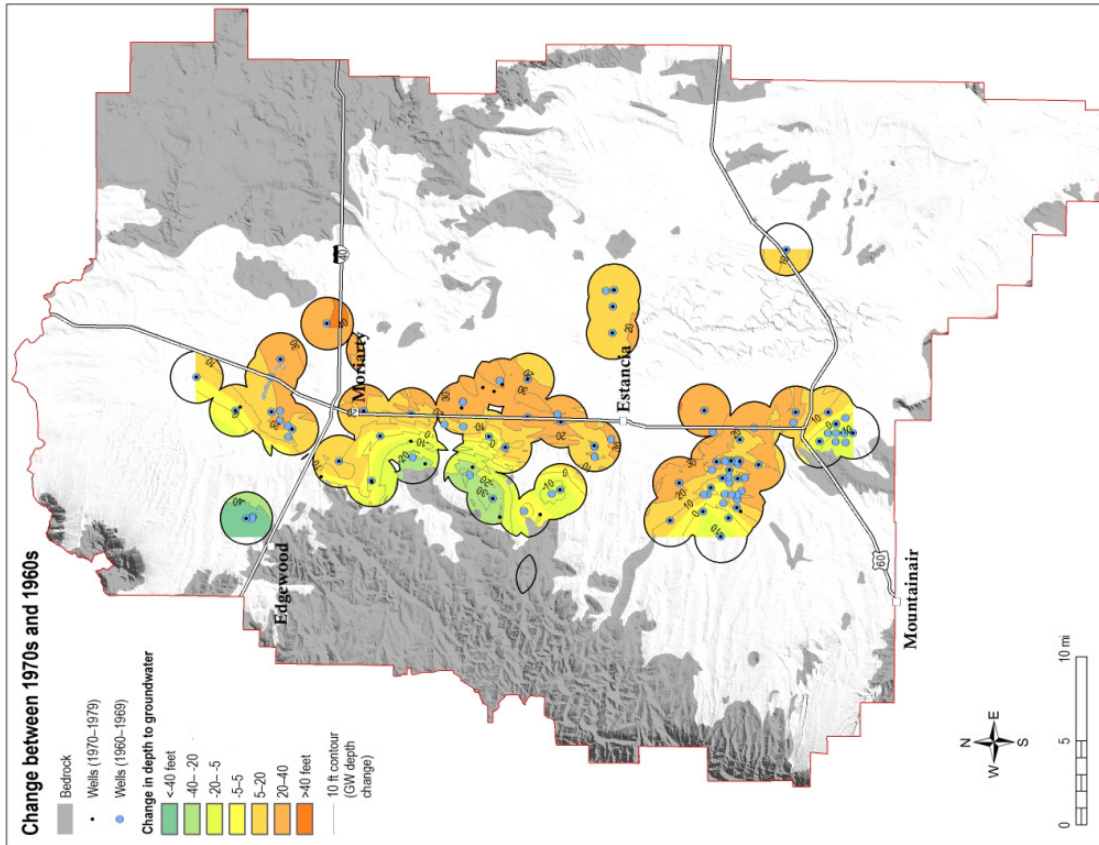 Change between 1970s and 1960s
Bedrock
Wells (1970–1979)
Wells (1960–1969)
Change in depth to groundwater
<-40 feet
-40–-20
-20–-5
-5–5
5–20
20–40
>40 feet
10 ft contour
(GW depth
change)
Edgewood
Moriarty
Estancia
Mountainair
40
60
N
W
E
S
0
5
10 mi